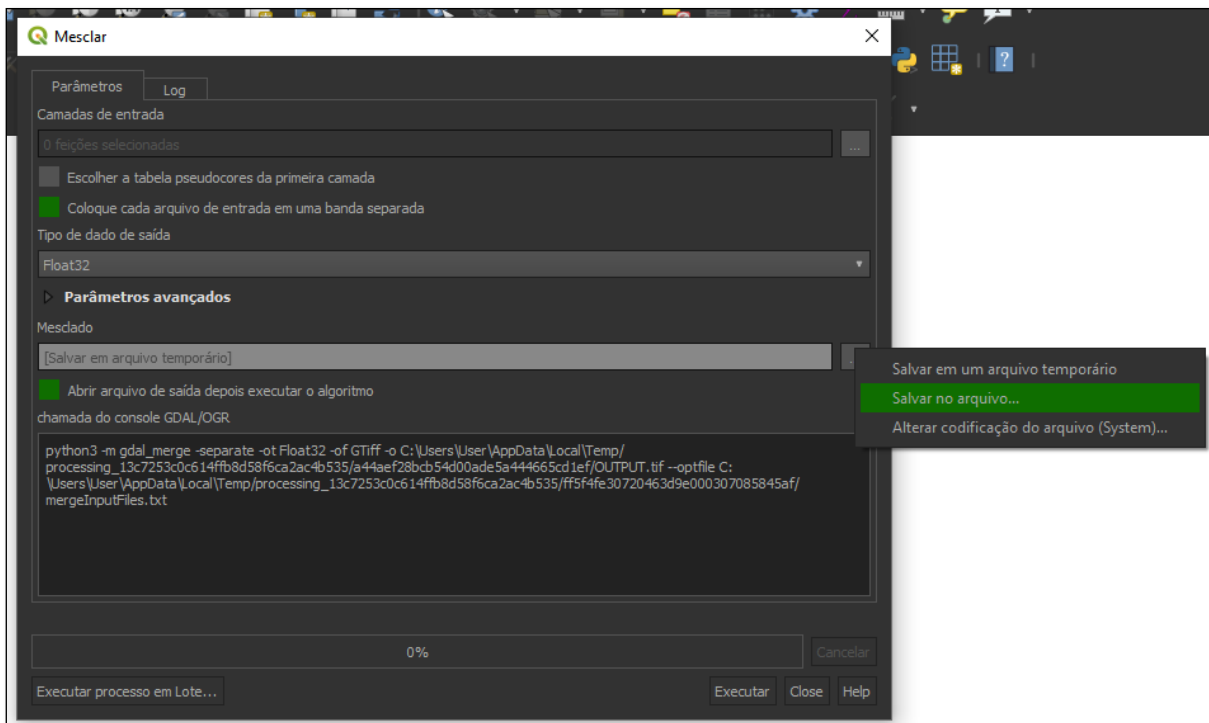 Mesclar
Parâmetros
Log
Camadas de entrada
0 feições selecionadas
...
Escolher a tabela pseudocores da primeira camada
Coloque cada arquivo de entrada em uma banda separada
Tipo de dado de saída
Float32
Parâmetros avançados
Mesclado
[Salvar em arquivo temporário]
Salvar em um arquivo temporário
Salvar no arquivo...
Alterar codificação do arquivo (System)...
Abrir arquivo de saída depois executar o algoritmo
chamada do console GDAL/OGR
python3 -m gdal_merge -separate -ot Float32 -of GTiff -o C:\Users\User\AppData\Local\Temp/
processing_13c7253c0c614ffb8d58f6ca2ac4b535/a44aef28bcb54d00ade5a444665cd1ef/OUTPUT.tif --optfile C:
\Users\User\AppData\Local\Temp/processing_13c7253c0c614ffb8d58f6ca2ac4b535/ff5f4fe30720463d9e000307085845af/
mergeInputFiles.txt
0%
Cancelar
Executar processo em Lote...
Executar
Close
Help